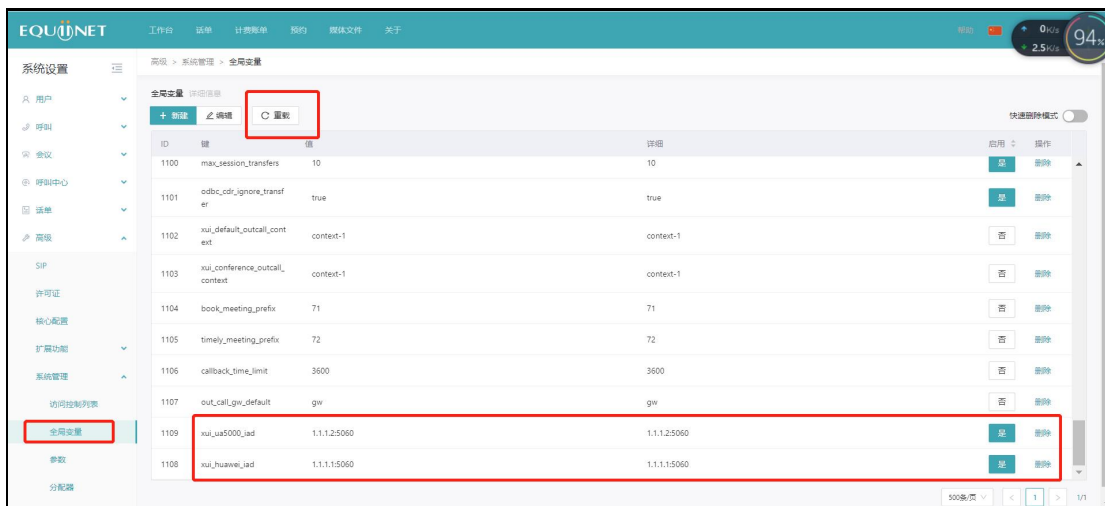 EQUIINET 工作台 话单 计费账单 预约 媒体文件 关于 帮助
0K/s
2.5K/s
94%
系统设置
高级 > 系统管理 > 全局变量
用户
呼叫
会议
呼叫中心
话单
高级
SIP
许可证
核心配置
扩展功能
系统管理
访问控制列表
全局变量
参数
分配器
全局变量 详细信息
+ 新建 编辑 重载 快速删除模式
ID 键 值 详细 启用 操作
1100 max_session_transfers 10 10 是 删除
1101 odbc_cdr_ignore_transf
er true true 是 删除
1102 xui_default_outcall_cont
ext context-1 context-1 否 删除
1103 xui_conference_outcall_
context context-1 context-1 否 删除
1104 book_meeting_prefix 71 71 否 删除
1105 timely_meeting_prefix 72 72 否 删除
1106 callback_time_limit 3600 3600 否 删除
1107 out_call_gw_default gw gw 否 删除
1109 xui_ua5000_iad 1.1.1.2:5060 1.1.1.2:5060 是 删除
1108 xui_huawei_iad 1.1.1.1:5060 1.1.1.1:5060 是 删除
500条/页 < 1 > 1/1